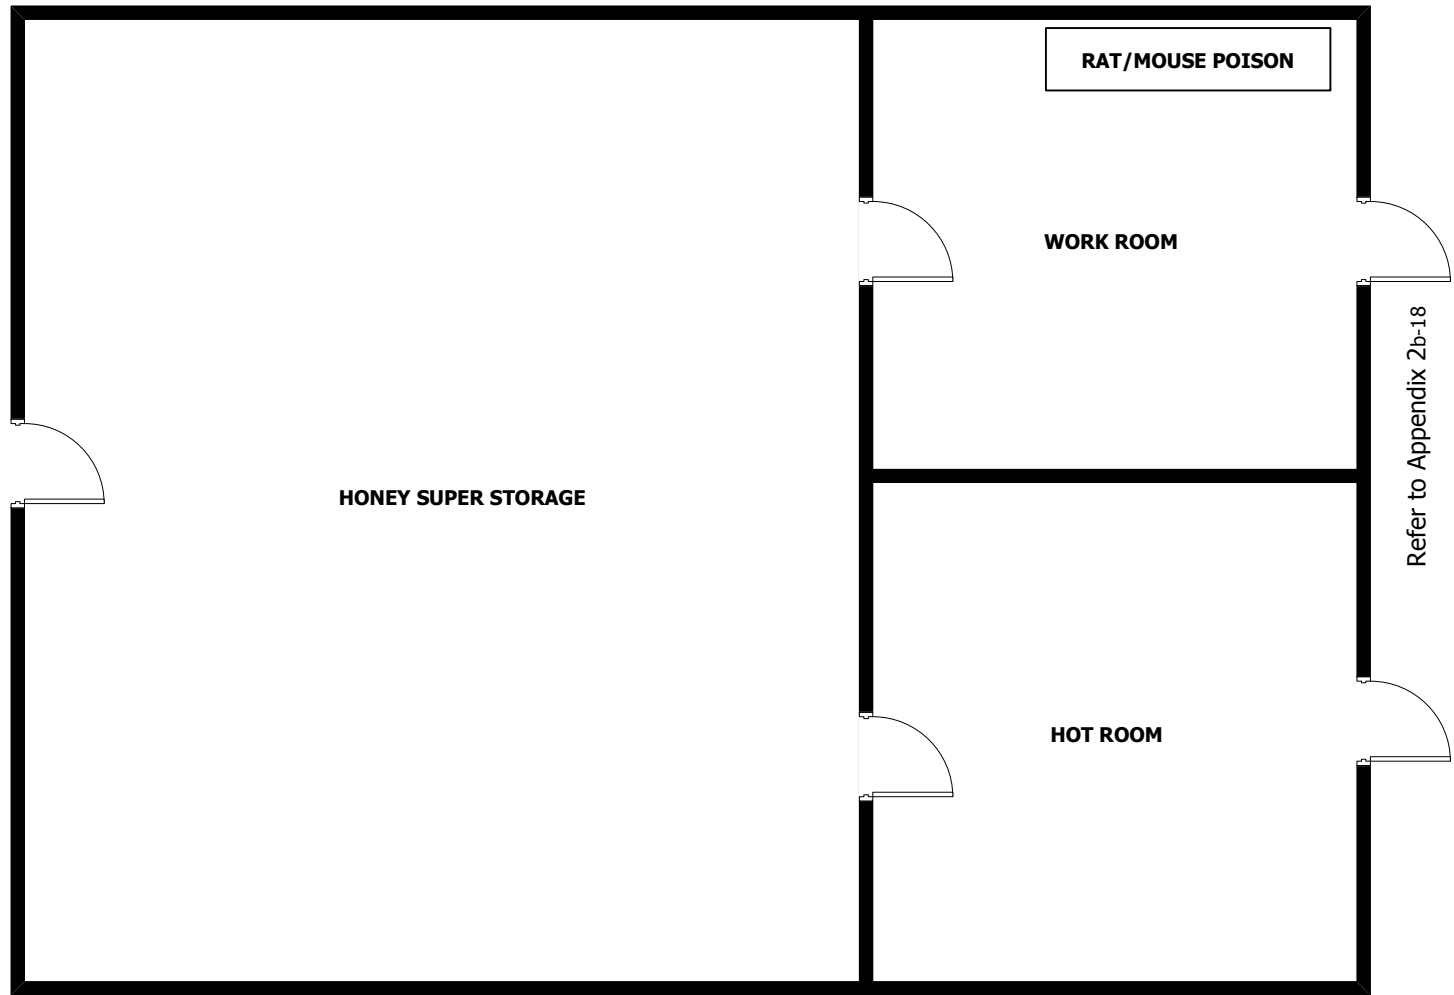 RAT/MOUSE POISON
WORK ROOM
Refer to Appendix 2b-18
HONEY SUPER STORAGE
HOT ROOM